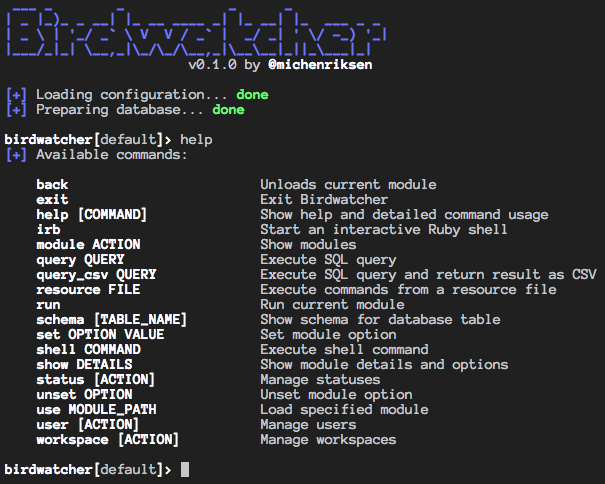 Birdwatcher
v0.1.0 by @michenriksen
[+] Loading configuration... done
[+] Preparing database... done
birdwatcher[default]> help
[+] Available commands:
back Unloads current module
exit Exit Birdwatcher
help [COMMAND] Show help and detailed command usage
irb Start an interactive Ruby shell
module ACTION Show modules
query QUERY Execute SQL query
query_csv QUERY Execute SQL query and return result as CSV
resource FILE Execute commands from a resource file
run Run current module
schema [TABLE_NAME] Show schema for database table
set OPTION VALUE Set module option
shell COMMAND Execute shell command
show DETAILS Show module details and options
status [ACTION] Manage statuses
unset OPTION Unset module option
use MODULE_PATH Load specified module
user [ACTION] Manage users
workspace [ACTION] Manage workspaces
birdwatcher[default]>